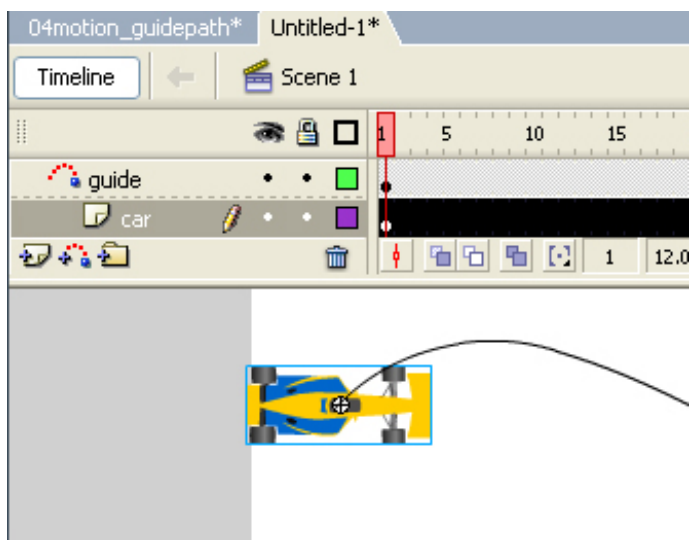 04motion_guidepath* Untitled-1*
Timeline Scene 1
1 5 10 15
guide
car
1 12.0